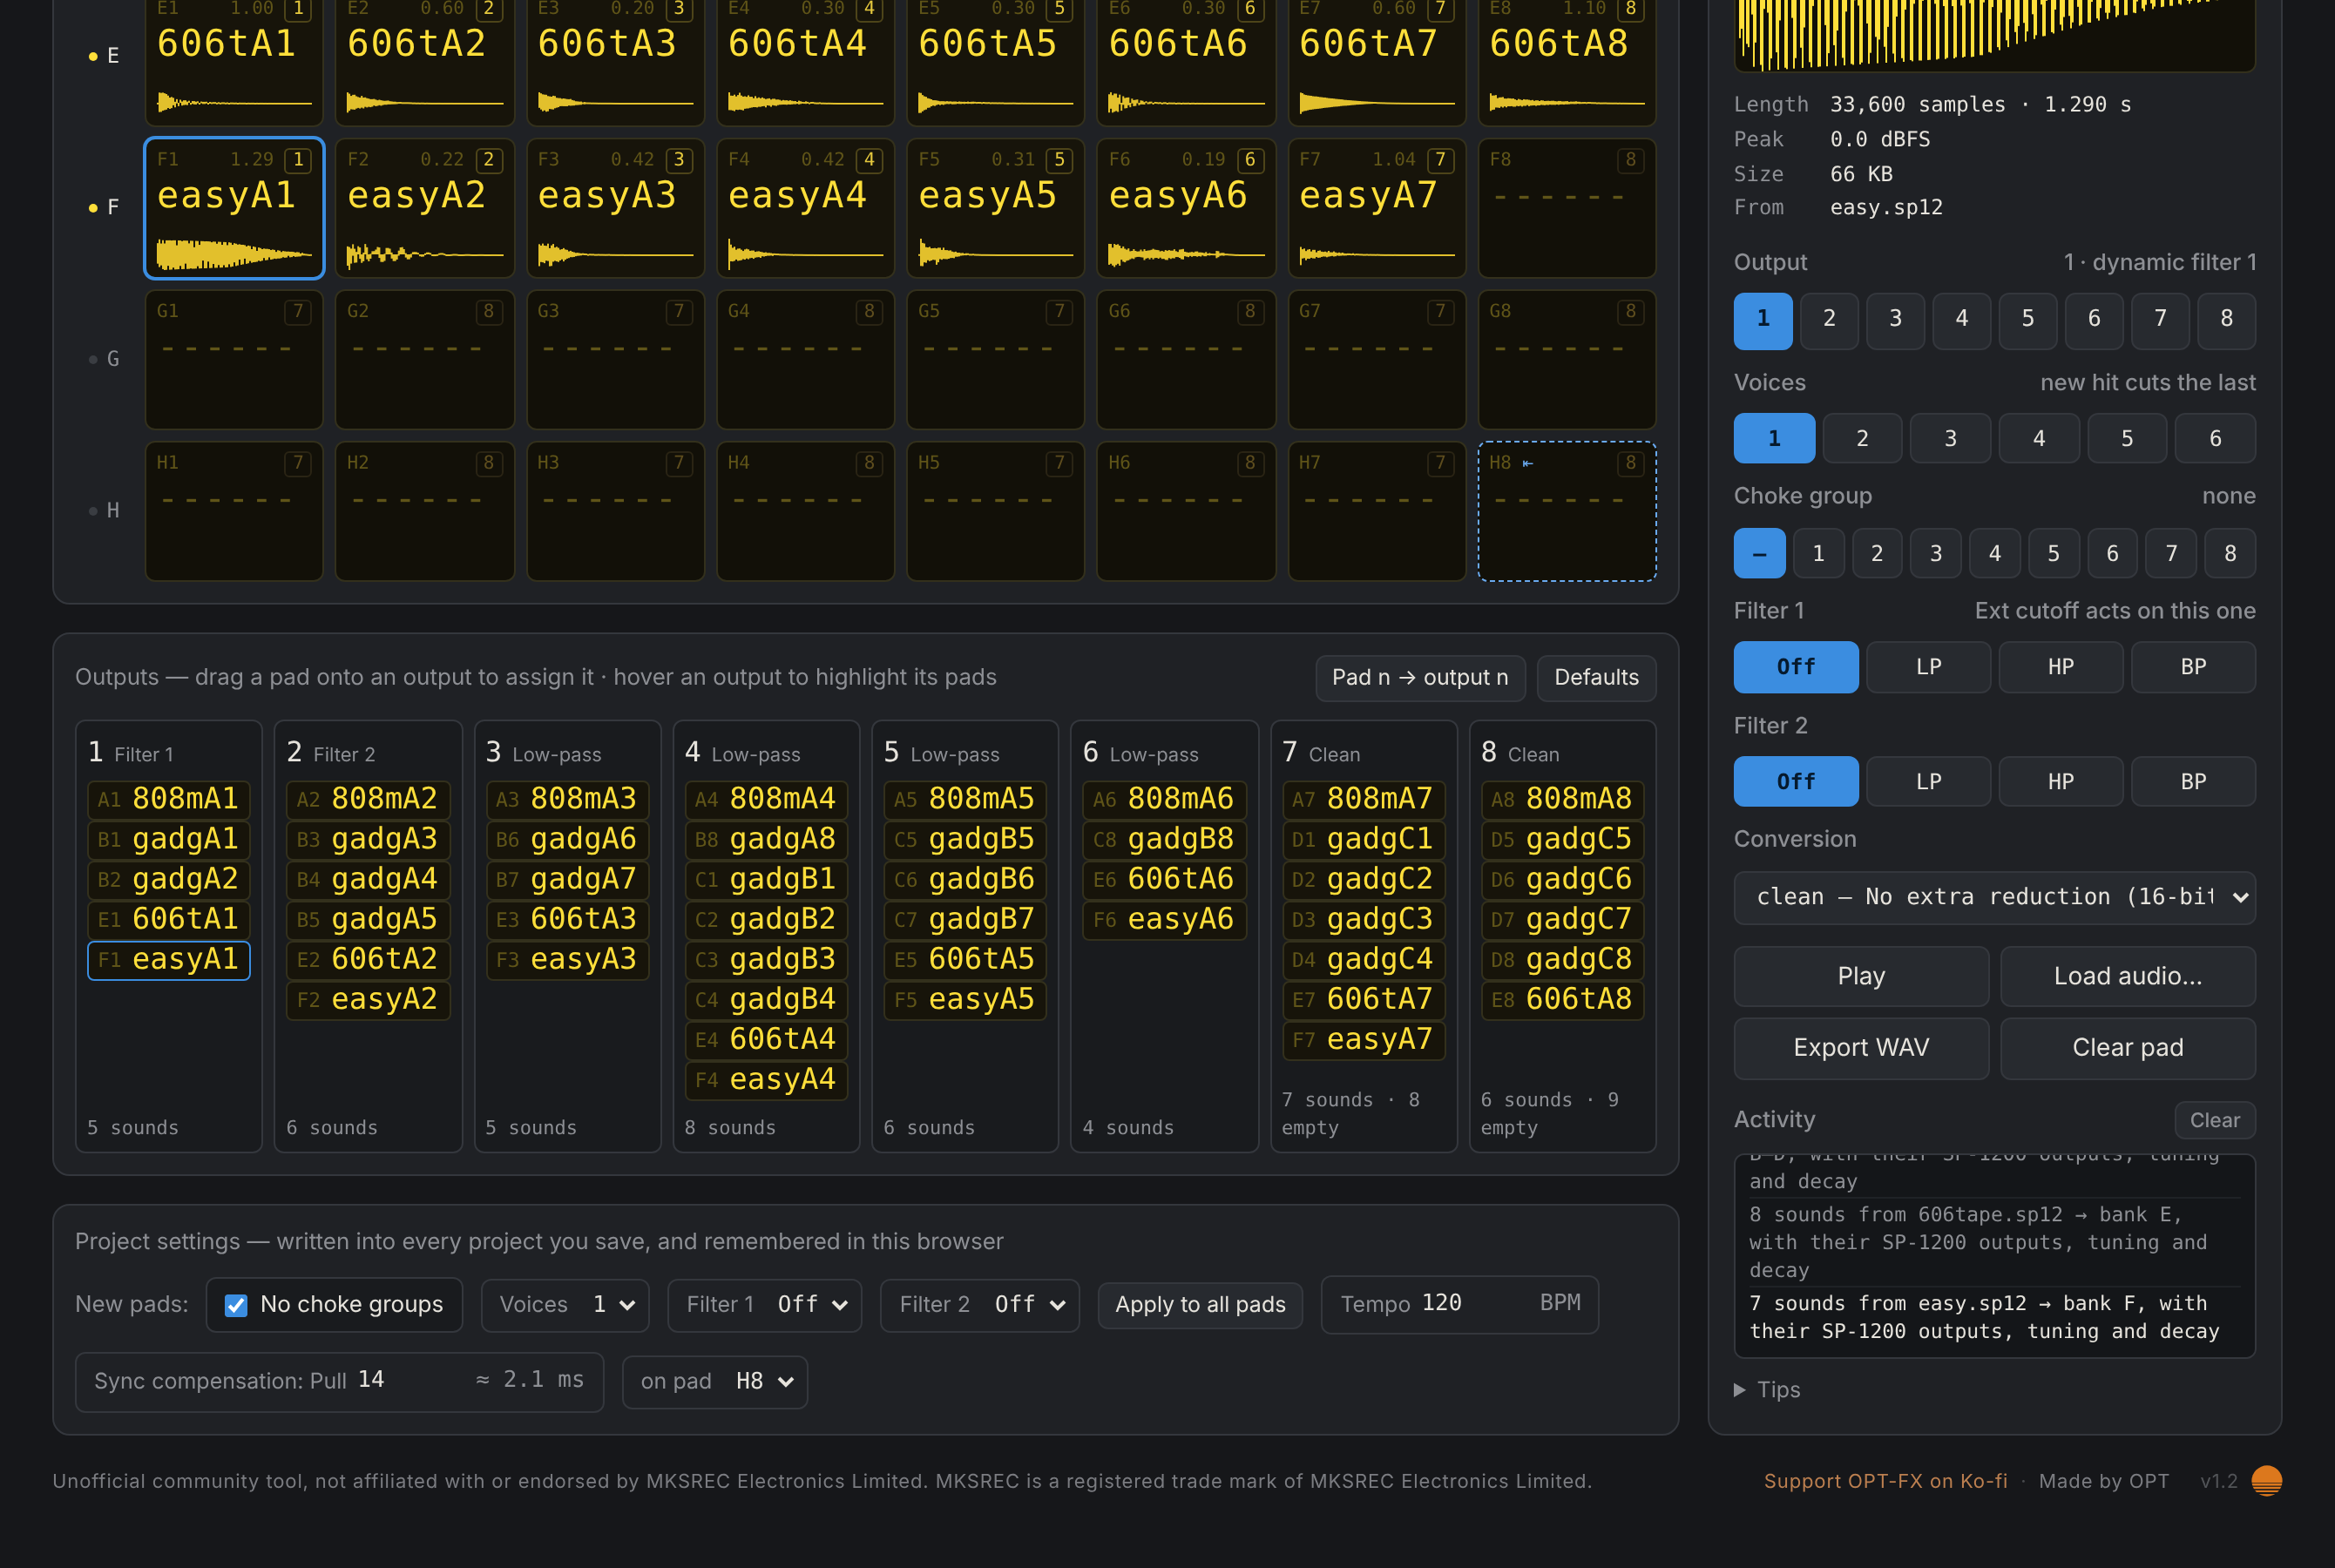 E1 1.00 1 E2 0.60 2 E3 0.20 3 E4 0.30 4 E5 0.30 5 E6 0.30 6 E7 0.60 7 E8 1.10 8
E 606tA1 606tA2 606tA3 606tA4 606tA5 606tA6 606tA7 606tA8
F1 1.29 1 F2 0.22 2 F3 0.42 3 F4 0.42 4 F5 0.31 5 F6 0.19 6 F7 1.04 7 F8 8
F easyA1 easyA2 easyA3 easyA4 easyA5 easyA6 easyA7 ------
G1 7 G2 8 G3 7 G4 8 G5 7 G6 8 G7 7 G8 8
------ ------ ------ ------ ------ ------ ------ ------
G
H1 7 H2 8 H3 7 H4 8 H5 7 H6 8 H7 7 H8 ⇤ 8
------ ------ ------ ------ ------ ------ ------ ------
H
Outputs — drag a pad onto an output to assign it · hover an output to highlight its pads Pad n → output n Defaults
1 Filter 1
A1 808mA1
B1 gadgA1
B2 gadgA2
E1 606tA1
F1 easyA1
5 sounds
2 Filter 2
A2 808mA2
B3 gadgA3
B4 gadgA4
B5 gadgA5
E2 606tA2
F2 easyA2
6 sounds
3 Low-pass
A3 808mA3
B6 gadgA6
B7 gadgA7
E3 606tA3
F3 easyA3
5 sounds
4 Low-pass
A4 808mA4
B8 gadgA8
C1 gadgB1
C2 gadgB2
C3 gadgB3
C4 gadgB4
E4 606tA4
F4 easyA4
8 sounds
5 Low-pass
A5 808mA5
C5 gadgB5
C6 gadgB6
C7 gadgB7
E5 606tA5
F5 easyA5
6 sounds
6 Low-pass
A6 808mA6
C8 gadgB8
E6 606tA6
F6 easyA6
4 sounds
7 Clean
A7 808mA7
D1 gadgC1
D2 gadgC2
D3 gadgC3
D4 gadgC4
E7 606tA7
F7 easyA7
7 sounds · 8
empty
8 Clean
A8 808mA8
D5 gadgC5
D6 gadgC6
D7 gadgC7
D8 gadgC8
E8 606tA8
6 sounds · 9
empty
Project settings — written into every project you save, and remembered in this browser
New pads: No choke groups Voices 1 Filter 1 Off Filter 2 Off Apply to all pads Tempo 120 BPM
Sync compensation: Pull 14 ≈ 2.1 ms on pad H8
Length 33,600 samples · 1.290 s
Peak 0.0 dBFS
Size 66 KB
From easy.sp12
Output 1 · dynamic filter 1
1 2 3 4 5 6 7 8
Voices new hit cuts the last
1 2 3 4 5 6
Choke group none
– 1 2 3 4 5 6 7 8
Filter 1 Ext cutoff acts on this one
Off LP HP BP
Filter 2
Off LP HP BP
Conversion
clean — No extra reduction (16-bit
Play Load audio...
Export WAV Clear pad
Activity Clear
B–D, with their SP-1200 outputs, tuning
and decay
8 sounds from 606tape.sp12 → bank E,
with their SP-1200 outputs, tuning and
decay
7 sounds from easy.sp12 → bank F, with
their SP-1200 outputs, tuning and decay
▶ Tips
Unofficial community tool, not affiliated with or endorsed by MKSREC Electronics Limited. MKSREC is a registered trade mark of MKSREC Electronics Limited. Support OPT-FX on Ko-fi · Made by OPT v1.2